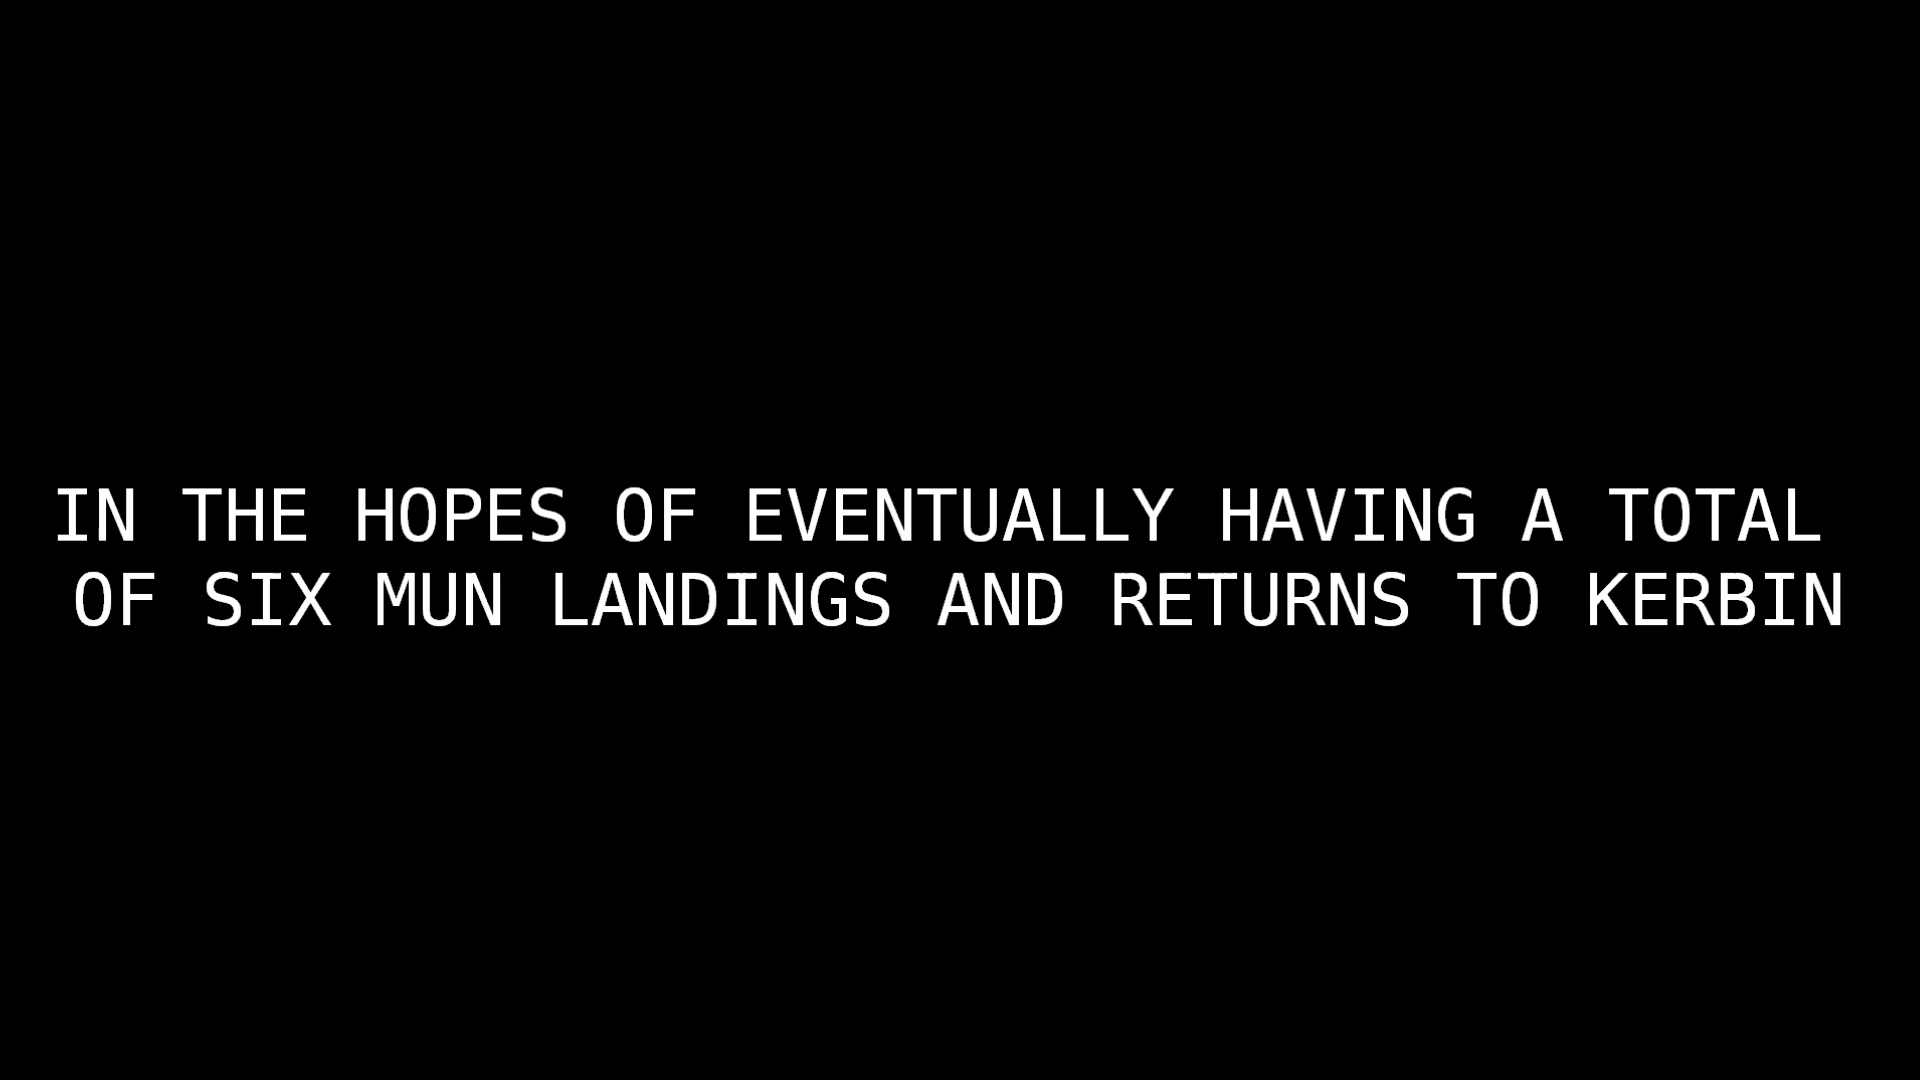 IN THE HOPES OF EVENTUALLY HAVING A TOTAL
OF SIX MUN LANDINGS AND RETURNS TO KERBIN